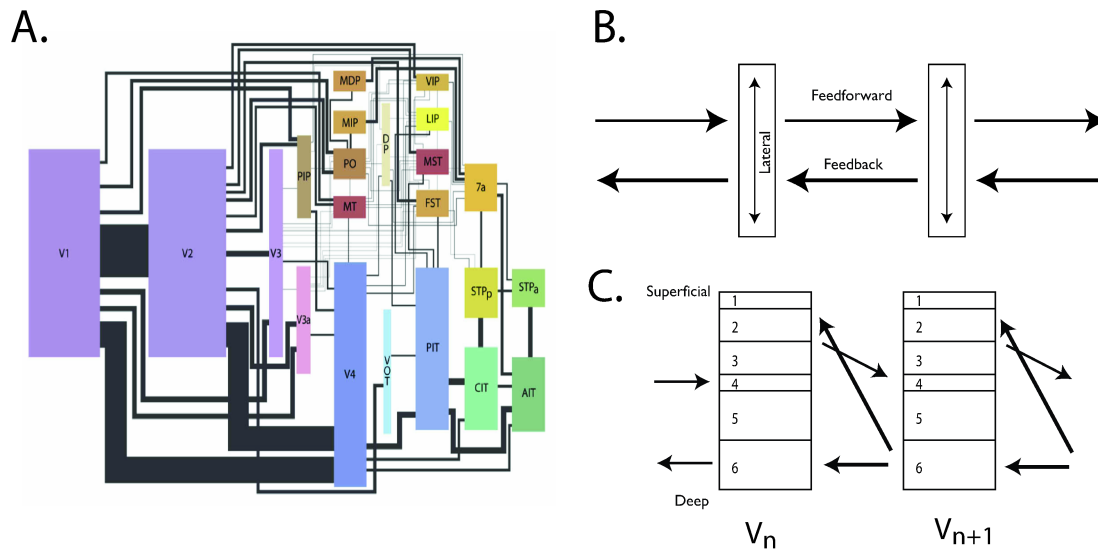 A.
MDP
VIP
MIP
LIP
DP
PIP
PO
MST
7a
MT
FST
V1
V2
V3
V3a
V4
VOT
PIT
STPp
STPa
CIT
AIT
B.
Feedforward
Lateral
Feedback
C.
Superficial
1
2
3
4
5
6
1
2
3
4
5
6
Deep
Vn
Vn+1